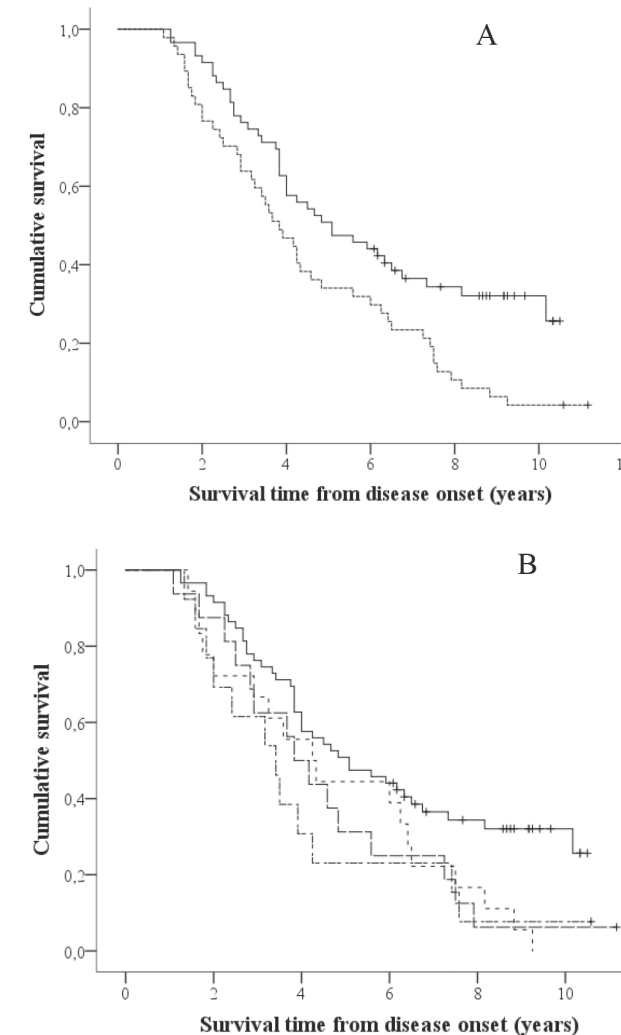 A
1,0
0,8
0,6
0,4
0,2
0,0
Cumulative survival
0 2 4 6 8 10 1
Survival time from disease onset (years)
B
1,0
0,8
0,6
0,4
0,2
0,0
Cumulative survival
0 2 4 6 8 10
Survival time from disease onset (years)